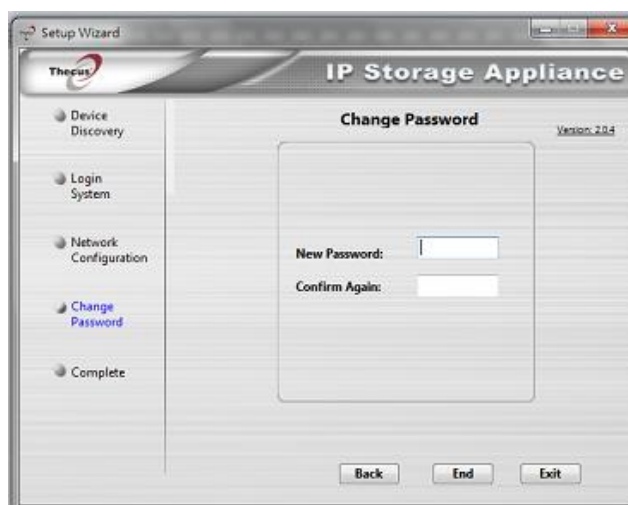 Setup Wizard
Thecus
IP Storage Appliance
Change Password
Version: 2.0.4
Device
Discovery
Login
System
Network
Configuration
Change
Password
Complete
New Password:
Confirm Again:
Back
End
Exit